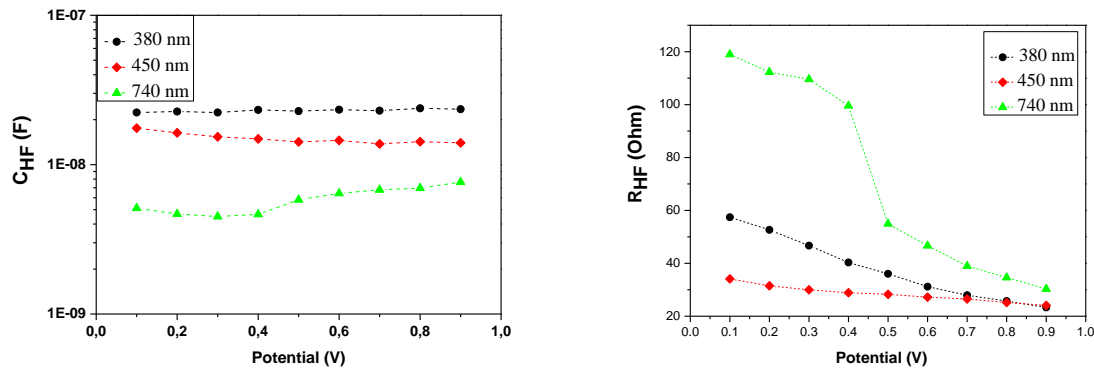 1E-07
1E-08
1E-09
C_HF (F)
380 nm
450 nm
740 nm
0,0 0,2 0,4 0,6 0,8 1,0
Potential (V)
120
100
80
60
40
20
R_HF (Ohm)
380 nm
450 nm
740 nm
0.0 0.1 0.2 0.3 0.4 0.5 0.6 0.7 0.8 0.9 1.0
Potential (V)